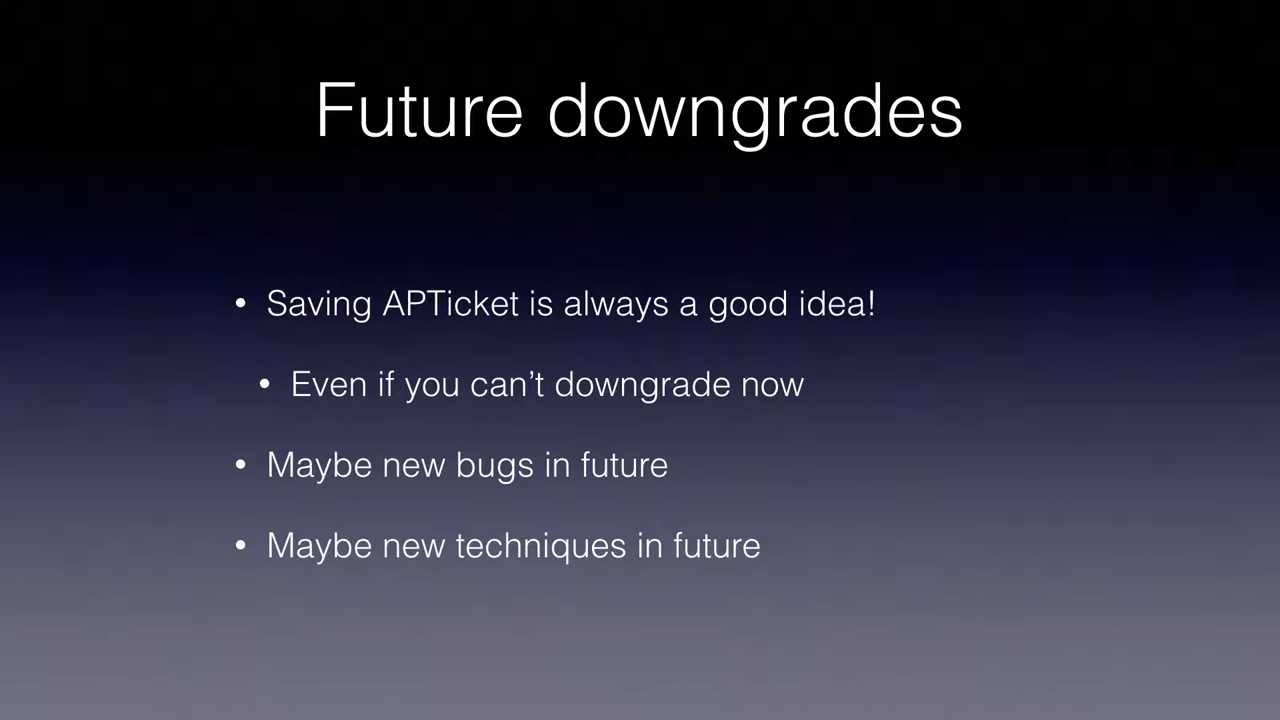 Future downgrades
• Saving APTicket is always a good idea!
• Even if you can’t downgrade now
• Maybe new bugs in future
• Maybe new techniques in future